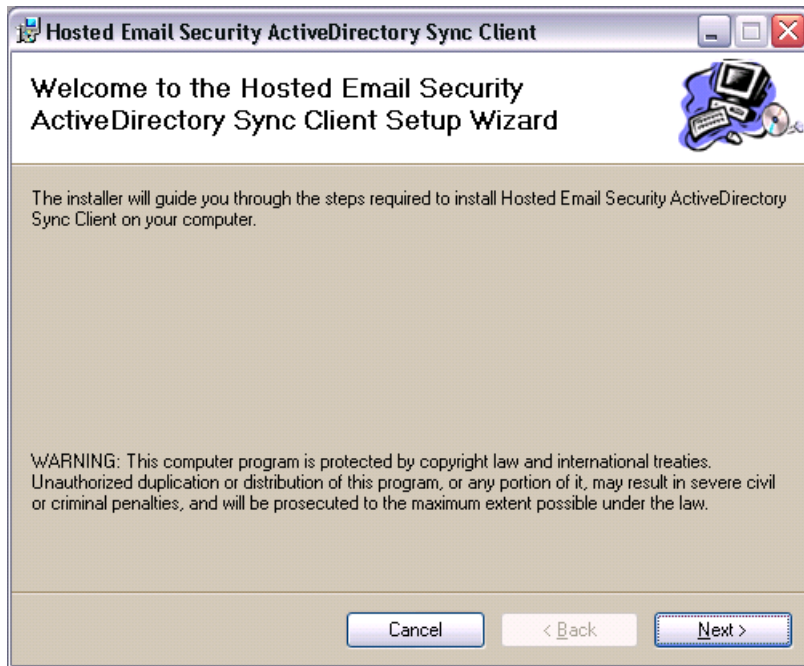 Hosted Email Security ActiveDirectory Sync Client
Welcome to the Hosted Email Security
ActiveDirectory Sync Client Setup Wizard
The installer will guide you through the steps required to install Hosted Email Security ActiveDirectory
Sync Client on your computer.
WARNING: This computer program is protected by copyright law and international treaties.
Unauthorized duplication or distribution of this program, or any portion of it, may result in severe civil
or criminal penalties, and will be prosecuted to the maximum extent possible under the law.
Cancel < Back Next >